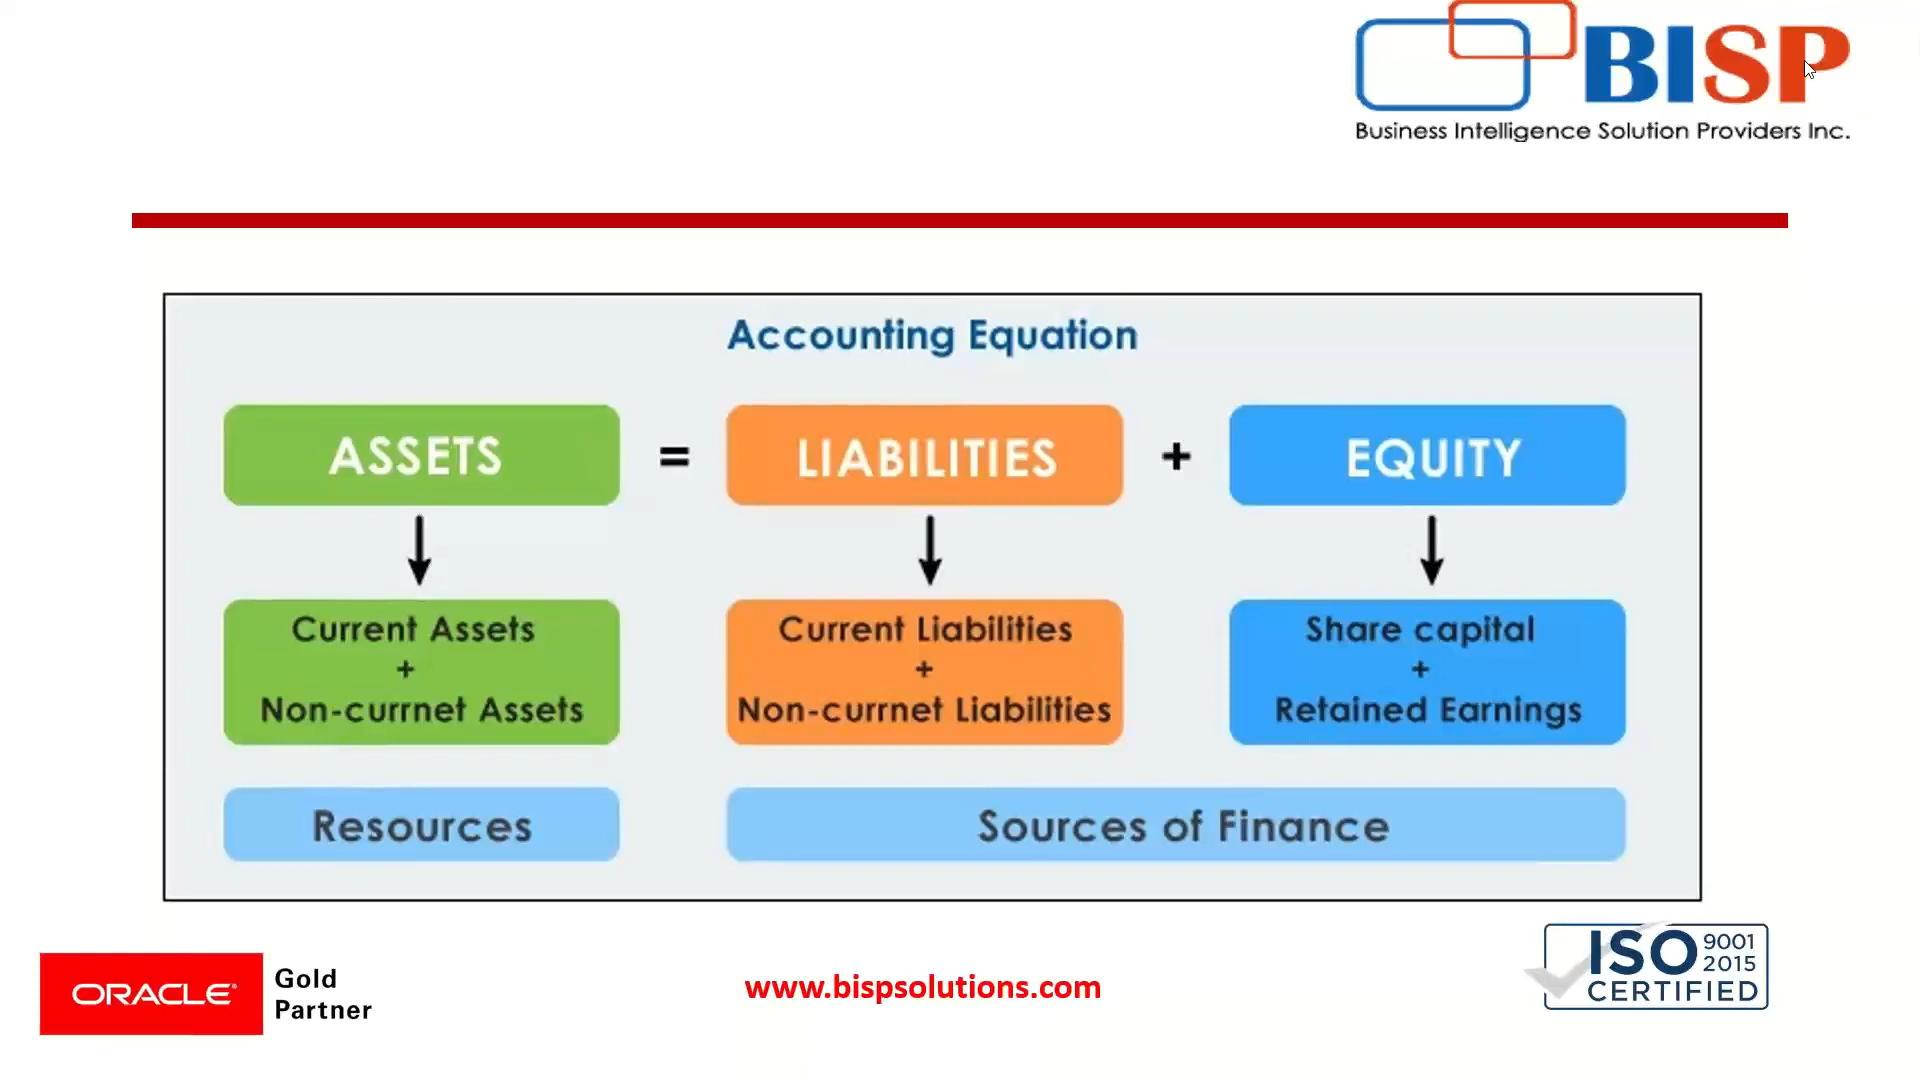 BISP
Business Intelligence Solution Providers Inc.
Accounting Equation
ASSETS = LIABILITIES + EQUITY
Current Assets
+
Non-currnet Assets
Current Liabilities
+
Non-currnet Liabilities
Share capital
+
Retained Earnings
Resources
Sources of Finance
ORACLE®
Gold
Partner
www.bispsolutions.com
ISO 9001
2015
CERTIFIED